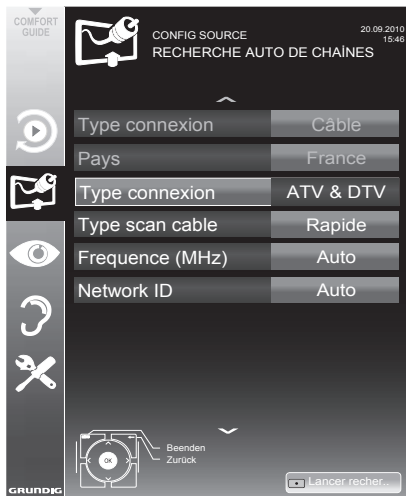 COMFORT
GUIDE
CONFIG SOURCE
20.09.2010
15:46
RECHERCHE AUTO DE CHAÍNES
Type connexion Câble
Pays France
Type connexion ATV & DTV
Type scan cable Rapide
Frequence (MHz) Auto
Network ID Auto
OK
Beenden
Zurück
GRUNDIG
Lancer recher..